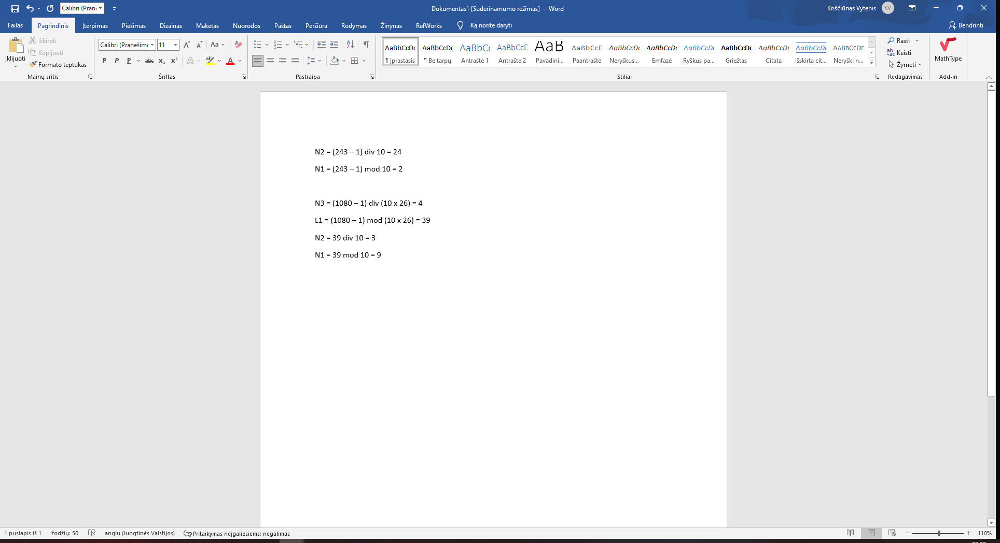 Calibri (Pran
Dokumentas1 [Suderinamumo režimas] - Word
Kriščiūnas Vytenis KV
Failas Pagrindinis Įterpimas Piešimas Dizainas Maketas Nuorodos Paštas Peržiūra Rodymas Žinynas RefWorks Ką norite daryti Bendrinti
Įklijuoti
Iškirpti
Kopijuoti
Formato teptukas
Mainų sritis
Calibri (Pranešimo 11
Aa
P P P abc x₂ x² A aby A
Šriftas
Pastraipa
AaBbCcDc AaBbCcDc AaBbCc AaBbCcD AaB AaBbCcD AaBbCcDc AaBbCcDc AaBbCcDc AaBbCcDc AaBbCcDc AaBbCcDc AABBCCDE
¶ Įprastasis ¶ Be tarpų Antraštė 1 Antraštė 2 Pavadini... Paantraštė Neryškus... Emfazė Ryškus pa... Griežtas Citata Išskirta cit... Neryški n...
Stiliai
Rasti
Keisti
Žymėti
Redagavimas
MathType
Add-in
N2 = (243 – 1) div 10 = 24
N1 = (243 – 1) mod 10 = 2
N3 = (1080 – 1) div (10 x 26) = 4
L1 = (1080 – 1) mod (10 x 26) = 39
N2 = 39 div 10 = 3
N1 = 39 mod 10 = 9
1 puslapis iš 1 žodžių: 50 anglų (Jungtinės Valstijos) Pritaikymas neįgaliesiems: negalimas 110%